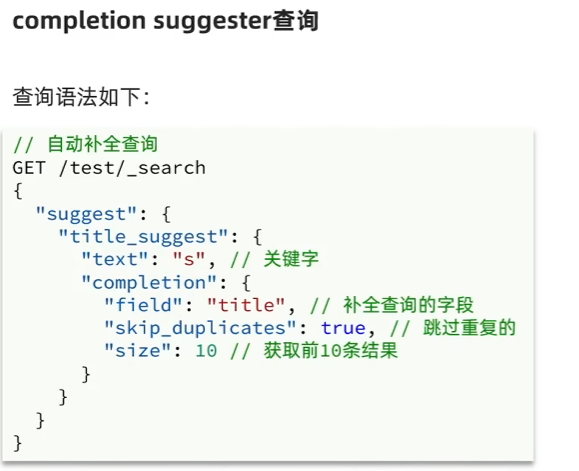 completion suggester查询
查询语法如下：
// 自动补全查询
GET /test/_search
{
  "suggest": {
    "title_suggest": {
      "text": "s", // 关键字
      "completion": {
        "field": "title", // 补全查询的字段
        "skip_duplicates": true, // 跳过重复的
        "size": 10 // 获取前10条结果
      }
    }
  }
}